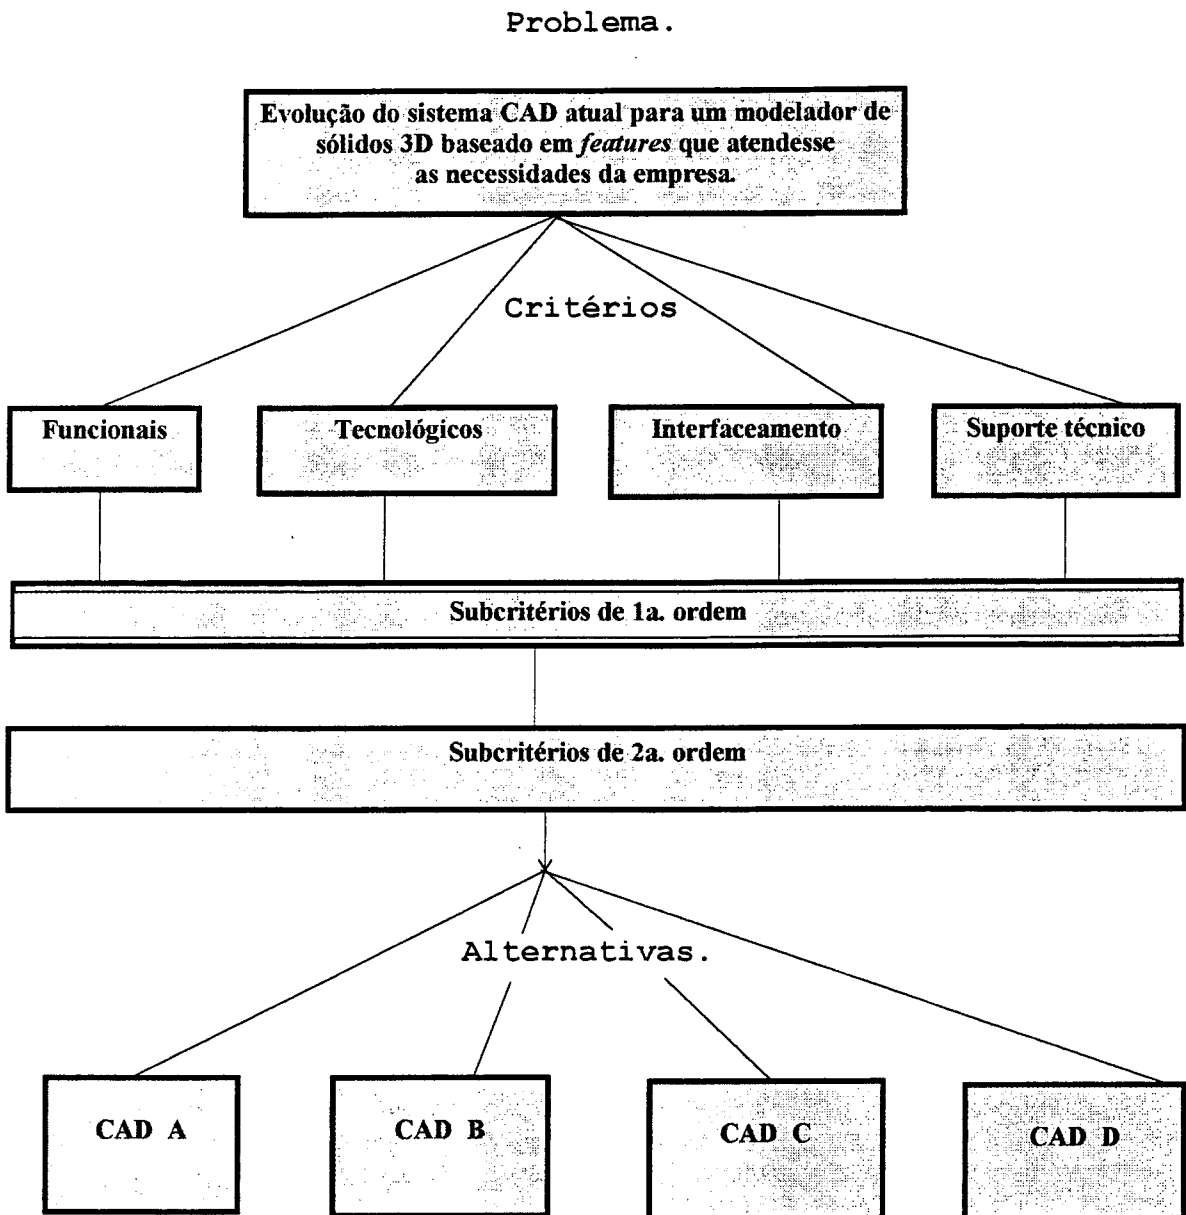 Problema.
Evolução do sistema CAD atual para um modelador de
sólidos 3D baseado em features que atendesse
as necessidades da empresa.
Critérios
Funcionais
Tecnológicos
Interfaceamento
Suporte técnico
Subcritérios de 1a. ordem
Subcritérios de 2a. ordem
Alternativas.
CAD A
CAD B
CAD C
CAD D